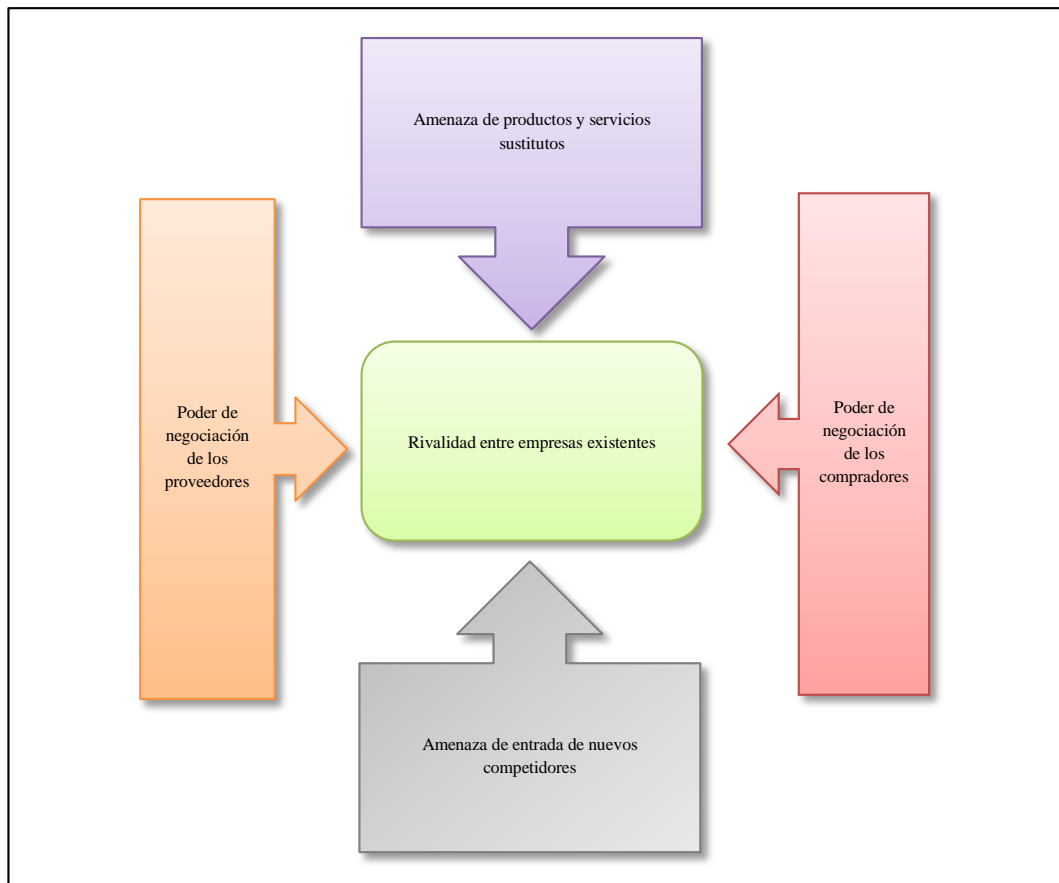 Amenaza de productos y servicios
sustitutos
Poder de
negociación
de los
proveedores
Rivalidad entre empresas existentes
Poder de
negociación
de los
compradores
Amenaza de entrada de nuevos
competidores